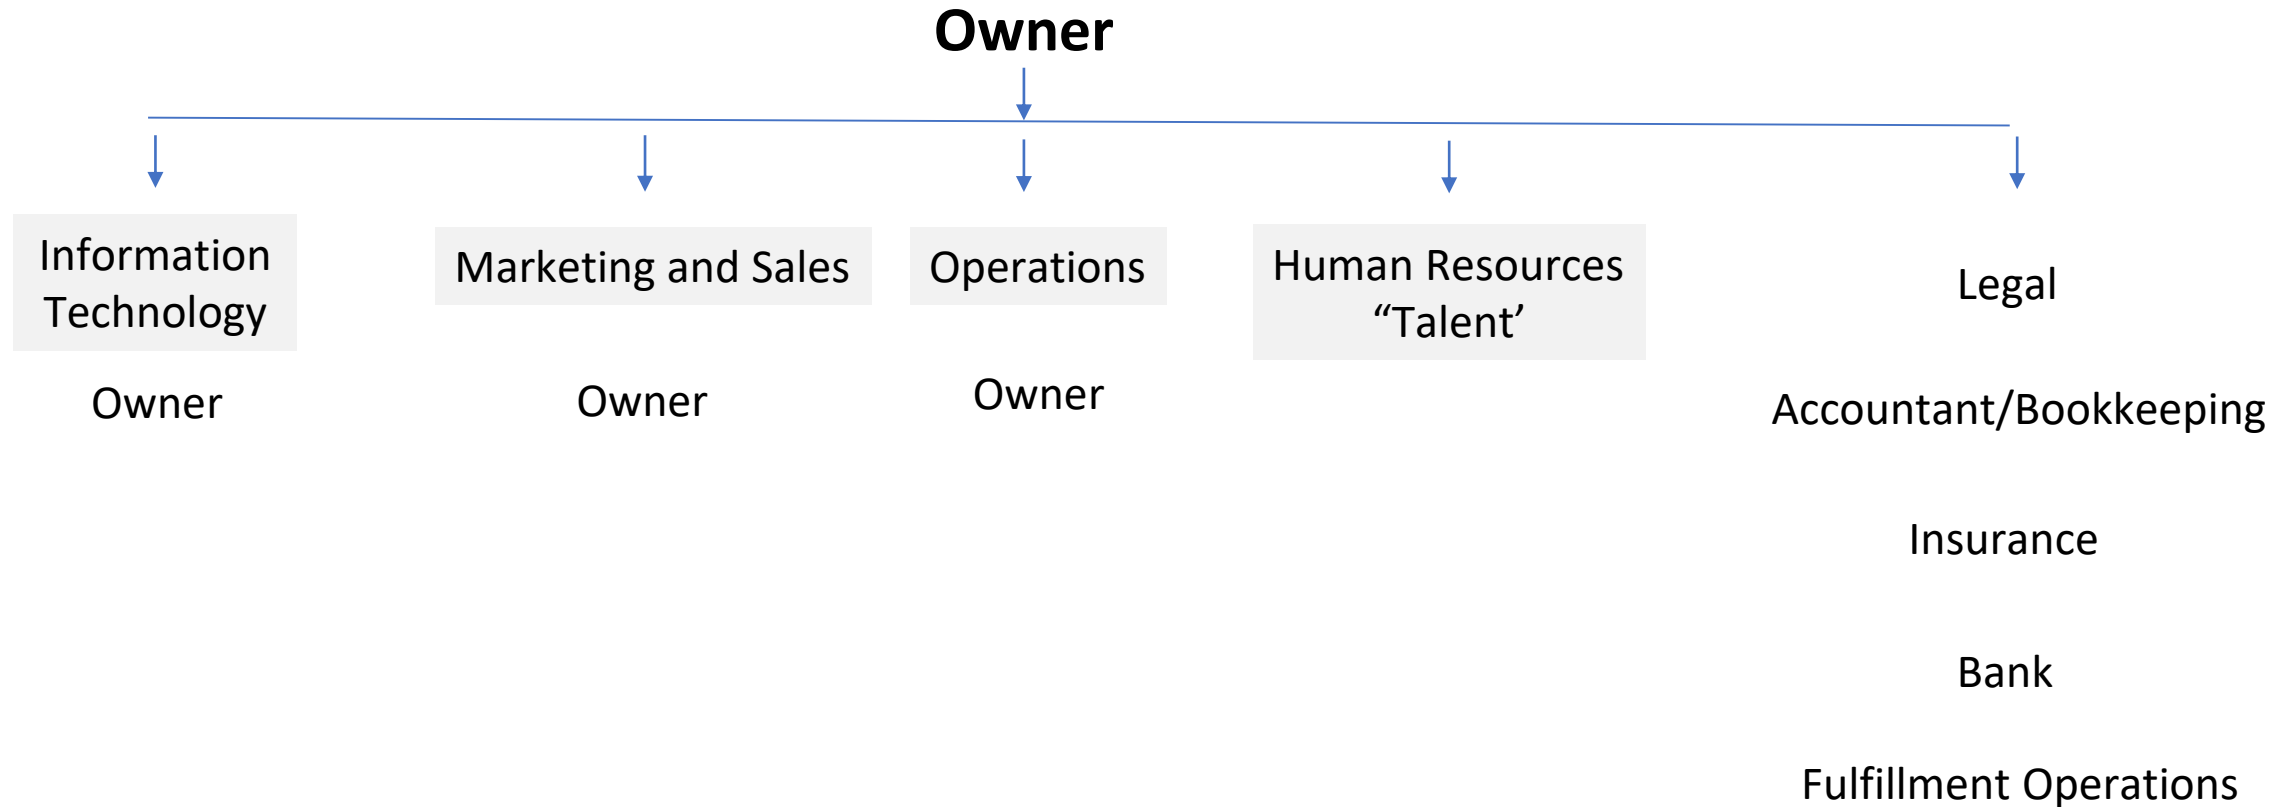 Owner
Information
Technology
Owner
Marketing and Sales
Owner
Operations
Owner
Human Resources
“Talent’
Legal
Accountant/Bookkeeping
Insurance
Bank
Fulfillment Operations